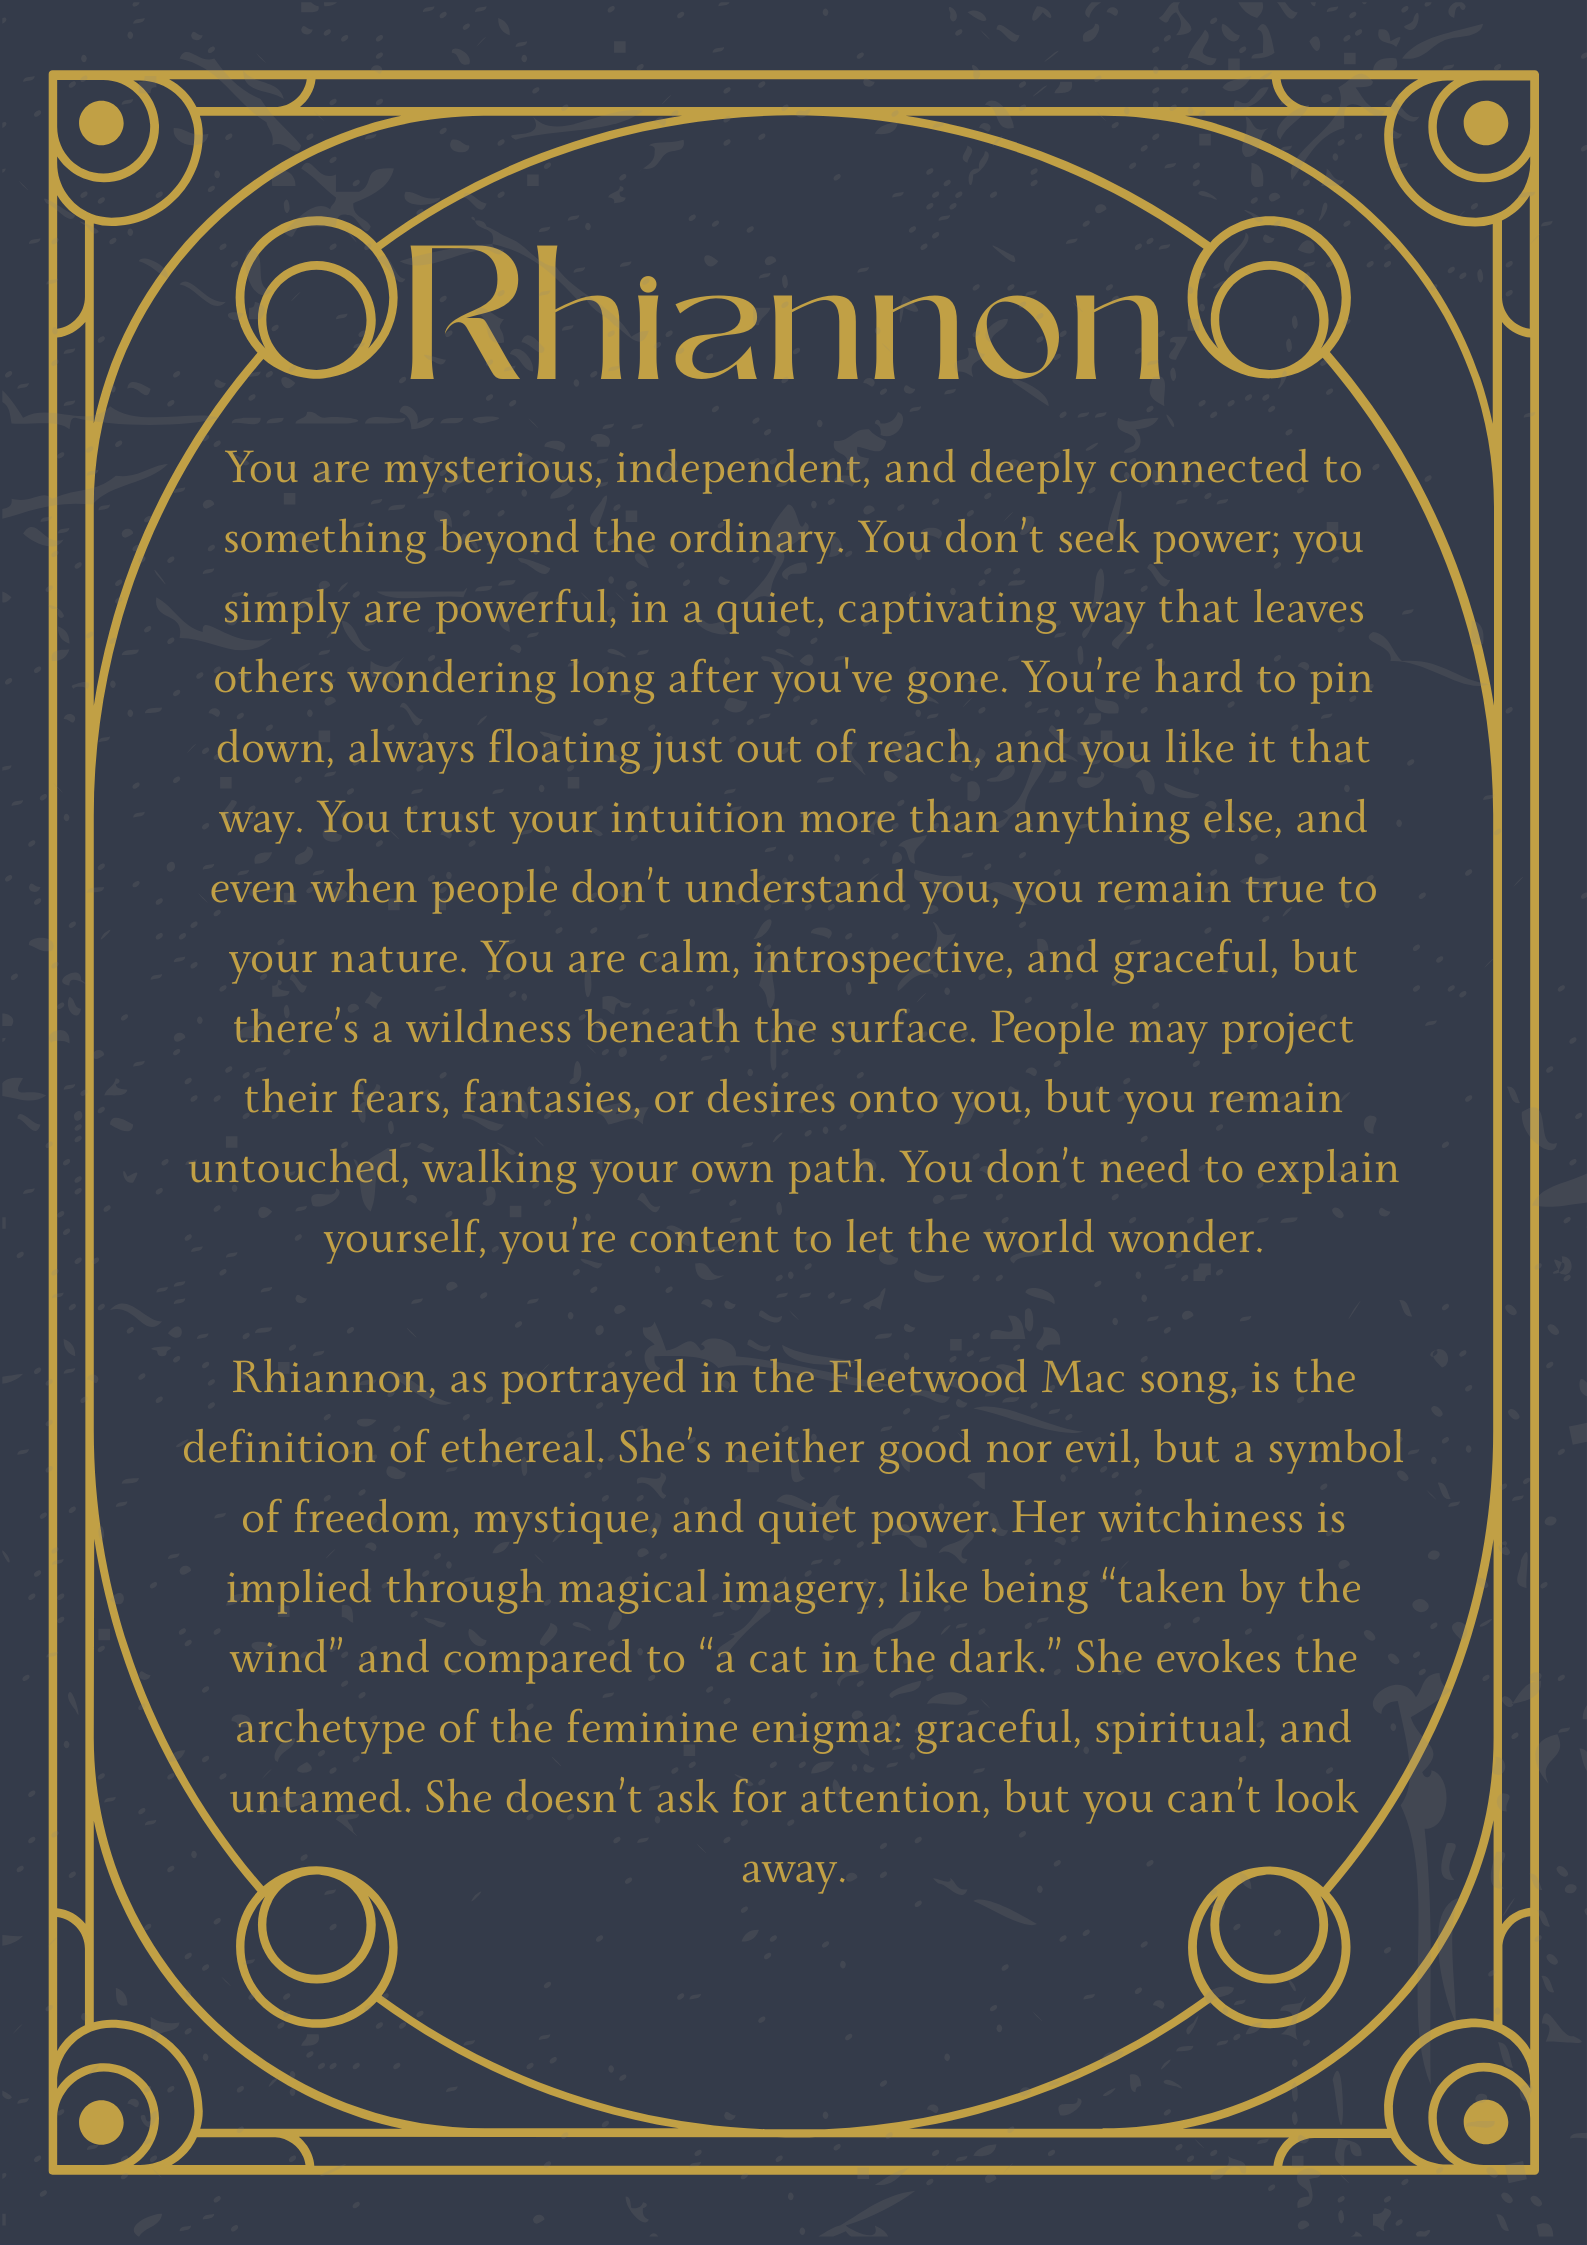 Rhiannon
You are mysterious, independent, and deeply connected to
something beyond the ordinary. You don’t seek power; you
simply are powerful, in a quiet, captivating way that leaves
others wondering long after you've gone. You’re hard to pin
down, always floating just out of reach, and you like it that
way. You trust your intuition more than anything else, and
even when people don’t understand you, you remain true to
your nature. You are calm, introspective, and graceful, but
there’s a wildness beneath the surface. People may project
their fears, fantasies, or desires onto you, but you remain
untouched, walking your own path. You don’t need to explain
yourself, you’re content to let the world wonder.
Rhiannon, as portrayed in the Fleetwood Mac song, is the
definition of ethereal. She’s neither good nor evil, but a symbol
of freedom, mystique, and quiet power. Her witchiness is
implied through magical imagery, like being “taken by the
wind” and compared to “a cat in the dark.” She evokes the
archetype of the feminine enigma: graceful, spiritual, and
untamed. She doesn’t ask for attention, but you can’t look
away.